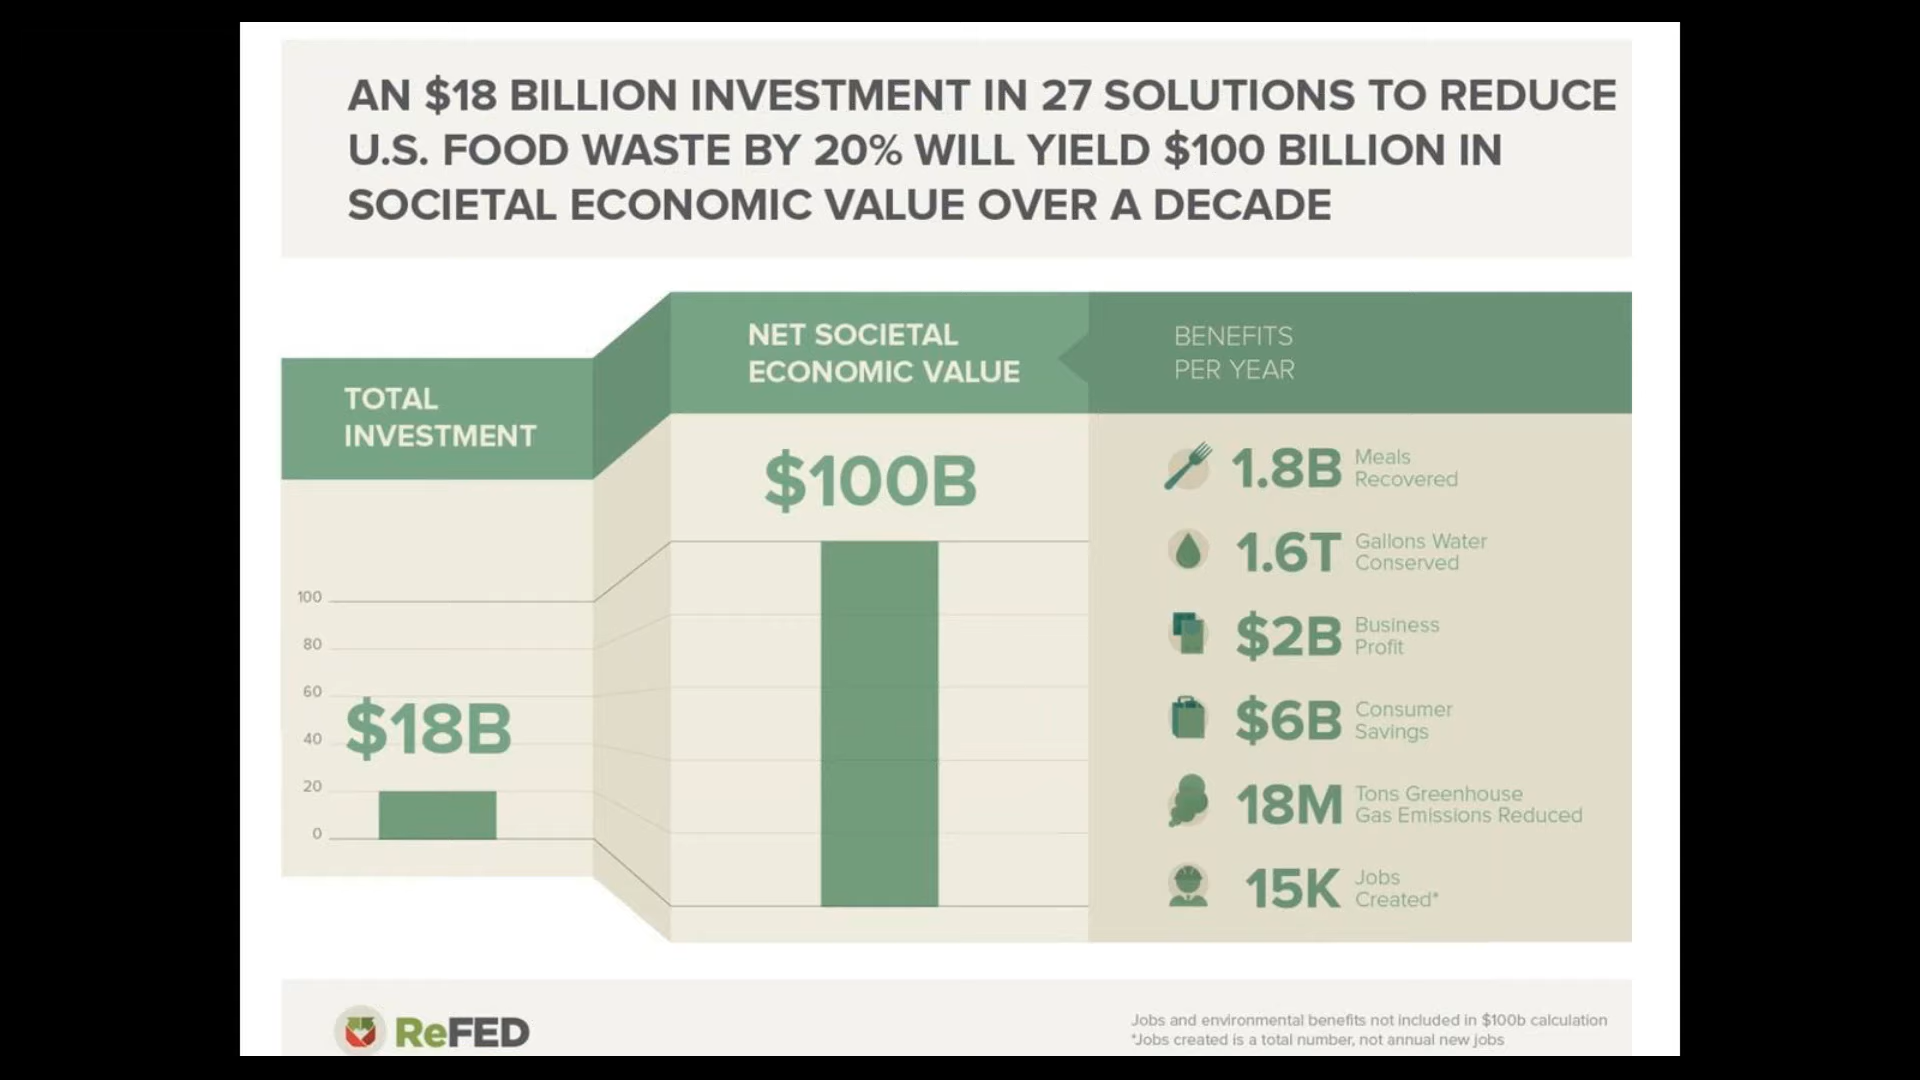 AN $18 BILLION INVESTMENT IN 27 SOLUTIONS TO REDUCE
U.S. FOOD WASTE BY 20% WILL YIELD $100 BILLION IN
SOCIETAL ECONOMIC VALUE OVER A DECADE
TOTAL
INVESTMENT
$18B
100
80
60
40
20
0
NET SOCIETAL
ECONOMIC VALUE
$100B
BENEFITS
PER YEAR
1.8B Meals
Recovered
1.6T Gallons Water
Conserved
$2B Business
Profit
$6B Consumer
Savings
18M Tons Greenhouse
Gas Emissions Reduced
15K Jobs
Created*
ReFED
Jobs and environmental benefits not included in $100b calculation
*Jobs created is a total number, not annual new jobs